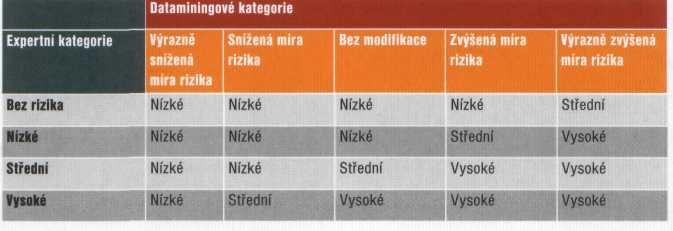 Dataminingové kategorie
Expertní kategorie Výrazně snížená míra rizika Snížená míra rizika Bez modifikace Zvýšená míra rizika Výrazně zvýšená míra rizika
Bez rizika Nízké Nízké Nízké Nízké Střední
Nízké Nízké Nízké Nízké Střední Vysoké
Střední Nízké Nízké Střední Vysoké Vysoké
Vysoké Nízké Střední Vysoké Vysoké Vysoké